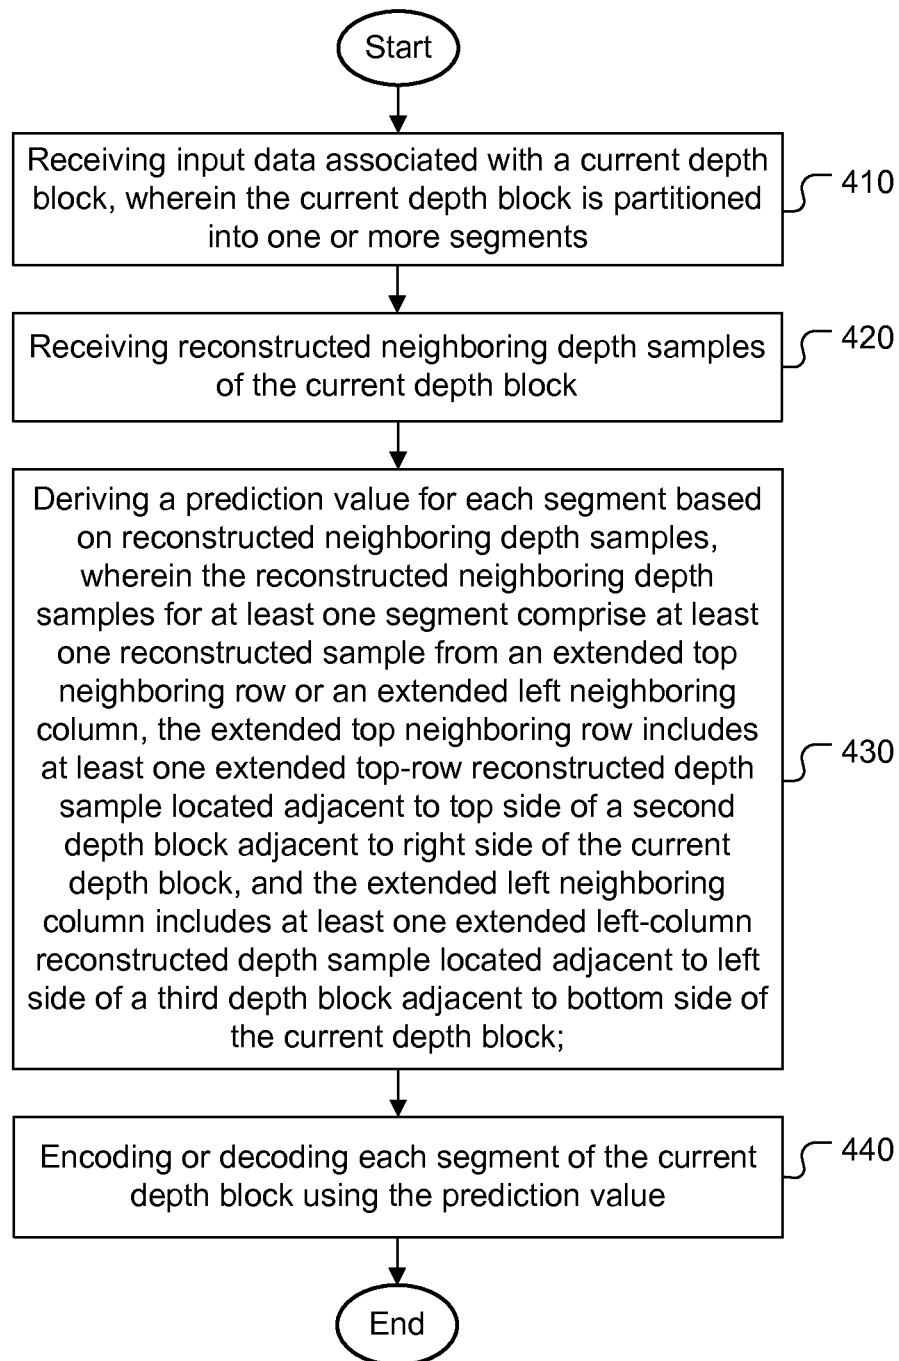 Start
Receiving input data associated with a current depth
block, wherein the current depth block is partitioned
into one or more segments
410
Receiving reconstructed neighboring depth samples
of the current depth block
420
Deriving a prediction value for each segment based
on reconstructed neighboring depth samples,
wherein the reconstructed neighboring depth
samples for at least one segment comprise at least
one reconstructed sample from an extended top
neighboring row or an extended left neighboring
column, the extended top neighboring row includes
at least one extended top-row reconstructed depth
sample located adjacent to top side of a second
depth block adjacent to right side of the current
depth block, and the extended left neighboring
column includes at least one extended left-column
reconstructed depth sample located adjacent to left
side of a third depth block adjacent to bottom side of
the current depth block;
430
Encoding or decoding each segment of the current
depth block using the prediction value
440
End